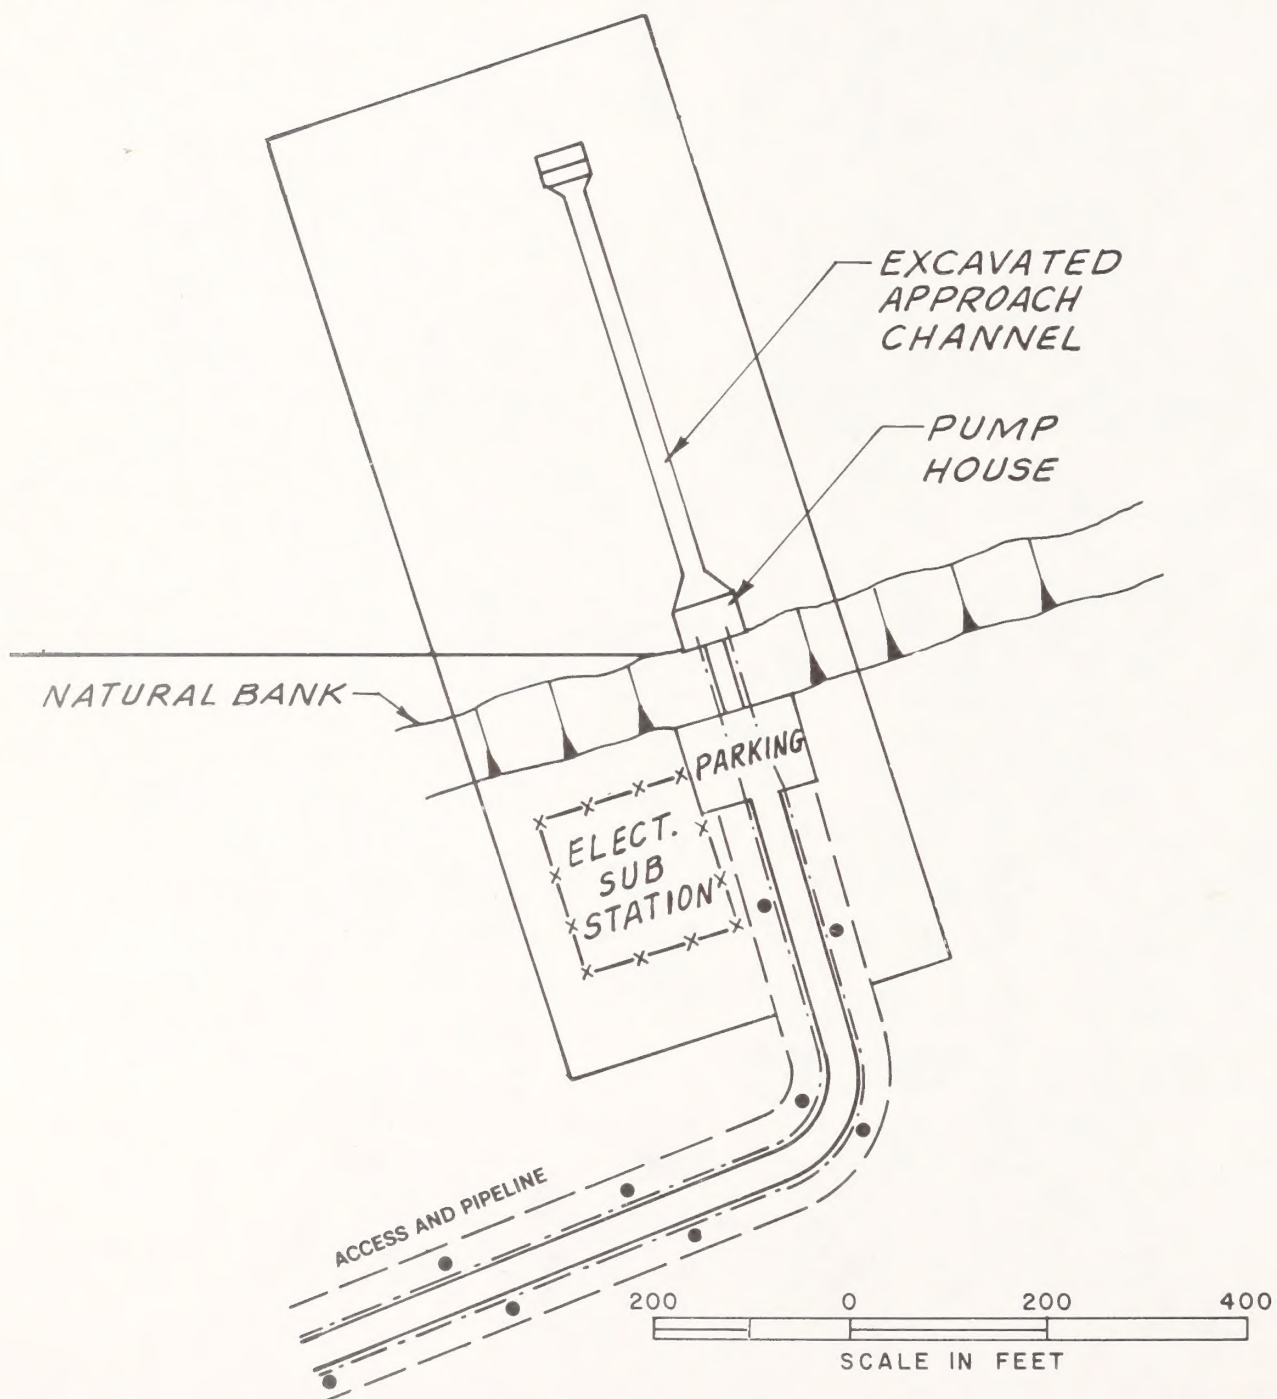 EXCAVATED
APPROACH
CHANNEL
PUMP
HOUSE
NATURAL BANK
PARKING
ELECT.
SUB
STATION
ACCESS AND PIPELINE
200 0 200 400
SCALE IN FEET